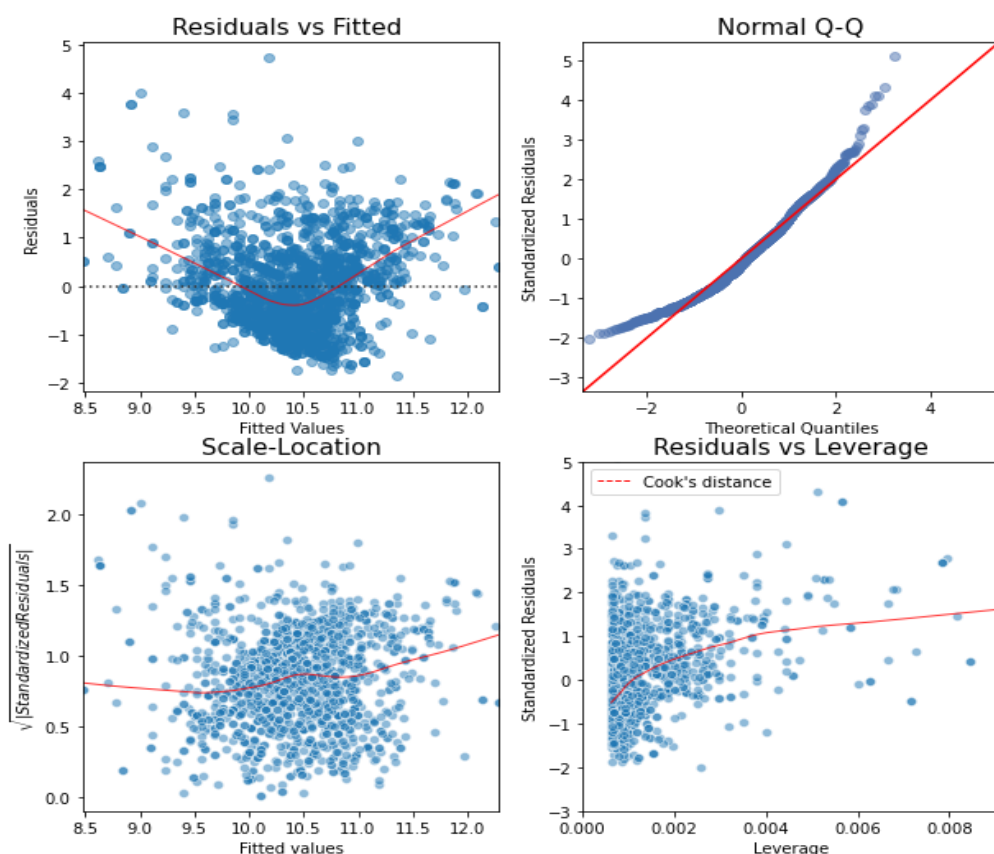 Residuals vs Fitted
5
4
3
2
1
0
−1
−2
Residuals
8.5 9.0 9.5 10.0 10.5 11.0 11.5 12.0
Fitted Values
Normal Q-Q
5
4
3
2
1
0
−1
−2
−3
Standardized Residuals
−2 0 2 4
Theoretical Quantiles
Scale-Location
2.0
1.5
1.0
0.5
0.0
√|StandardizedResiduals|
8.5 9.0 9.5 10.0 10.5 11.0 11.5 12.0
Fitted values
Residuals vs Leverage
Cook's distance
5
4
3
2
1
0
−1
−2
−3
Standardized Residuals
0.000 0.002 0.004 0.006 0.008
Leverage